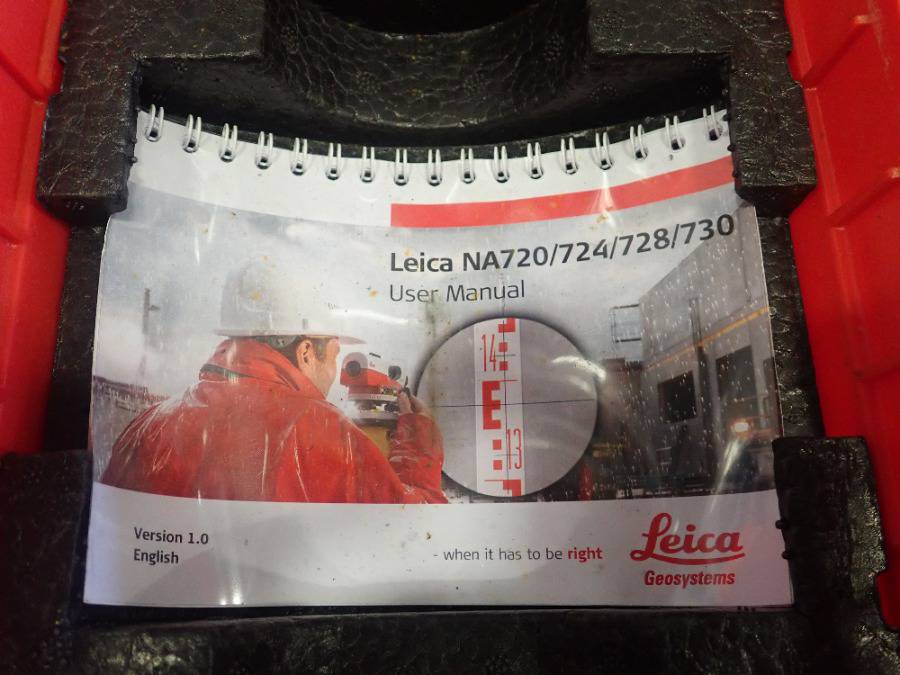 Leica NA720/724/728/730
User Manual
14
E
13
Version 1.0
English
- when it has to be right
Leica
Geosystems